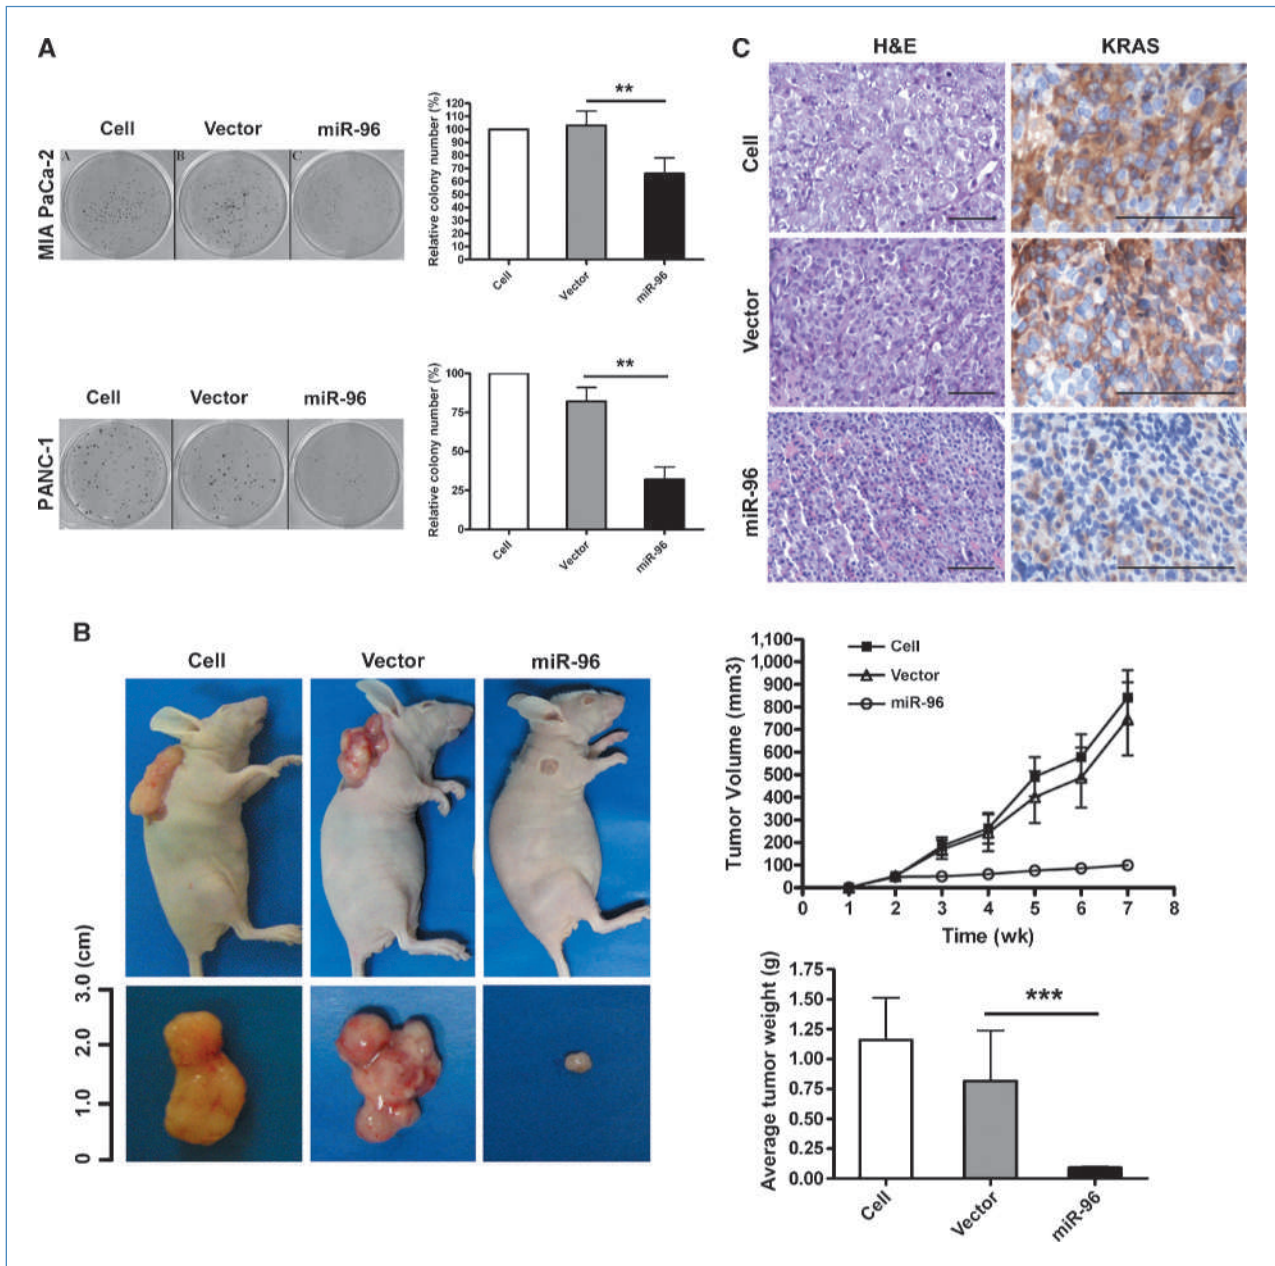 A
Cell Vector miR-96
MIA PaCa-2
A B C
Relative colony number (%)
120
110
100
90
80
70
60
50
40
30
20
10
0
Cell Vector miR-96
**
Cell Vector miR-96
PANC-1
Relative colony number (%)
100
75
50
25
0
Cell Vector miR-96
**
C
H&E KRAS
Cell
Vector
miR-96
B
Cell Vector miR-96
3.0 (cm)
2.0
1.0
0
Tumor Volume (mm3)
1,100
1,000
900
800
700
600
500
400
300
200
100
0
Cell
Vector
miR-96
0 1 2 3 4 5 6 7 8
Time (wk)
Average tumor weight (g)
1.75
1.50
1.25
1.00
0.75
0.50
0.25
0.00
***
Cell Vector miR-96